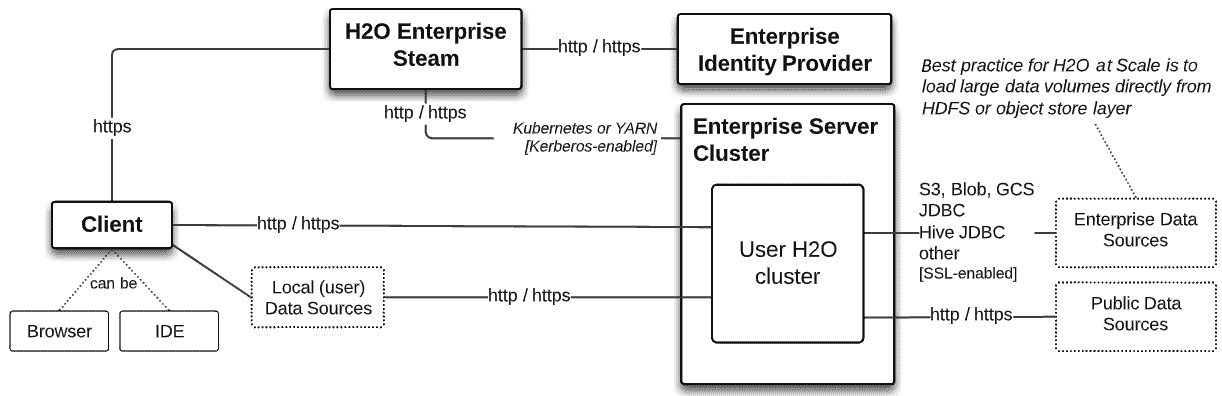 H2O Enterprise
Steam
http / https
Enterprise
Identity Provider
Best practice for H2O at Scale is to
load large data volumes directly from
HDFS or object store layer
https
http / https
Kubernetes or YARN
[Kerberos-enabled]
Enterprise Server
Cluster
Client
http / https
User H2O
cluster
S3, Blob, GCS
JDBC
Hive JDBC
other
[SSL-enabled]
Enterprise Data
Sources
can be
Browser
IDE
Local (user)
Data Sources
http / https
http / https
Public Data
Sources